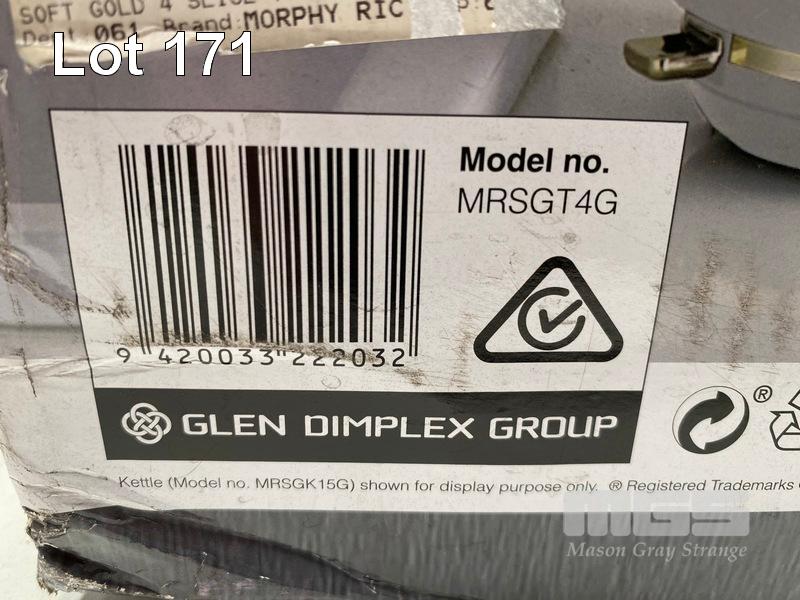 SOFT GOLD 4 SLICE
Dept 061 Brand:MORPHY RIC
Lot 171
Model no.
MRSGT4G
9 420033 222032
GLEN DIMPLEX GROUP
®
Kettle (Model no. MRSGK15G) shown for display purpose only. ® Registered Trademarks
MGS
Mason Gray Strange